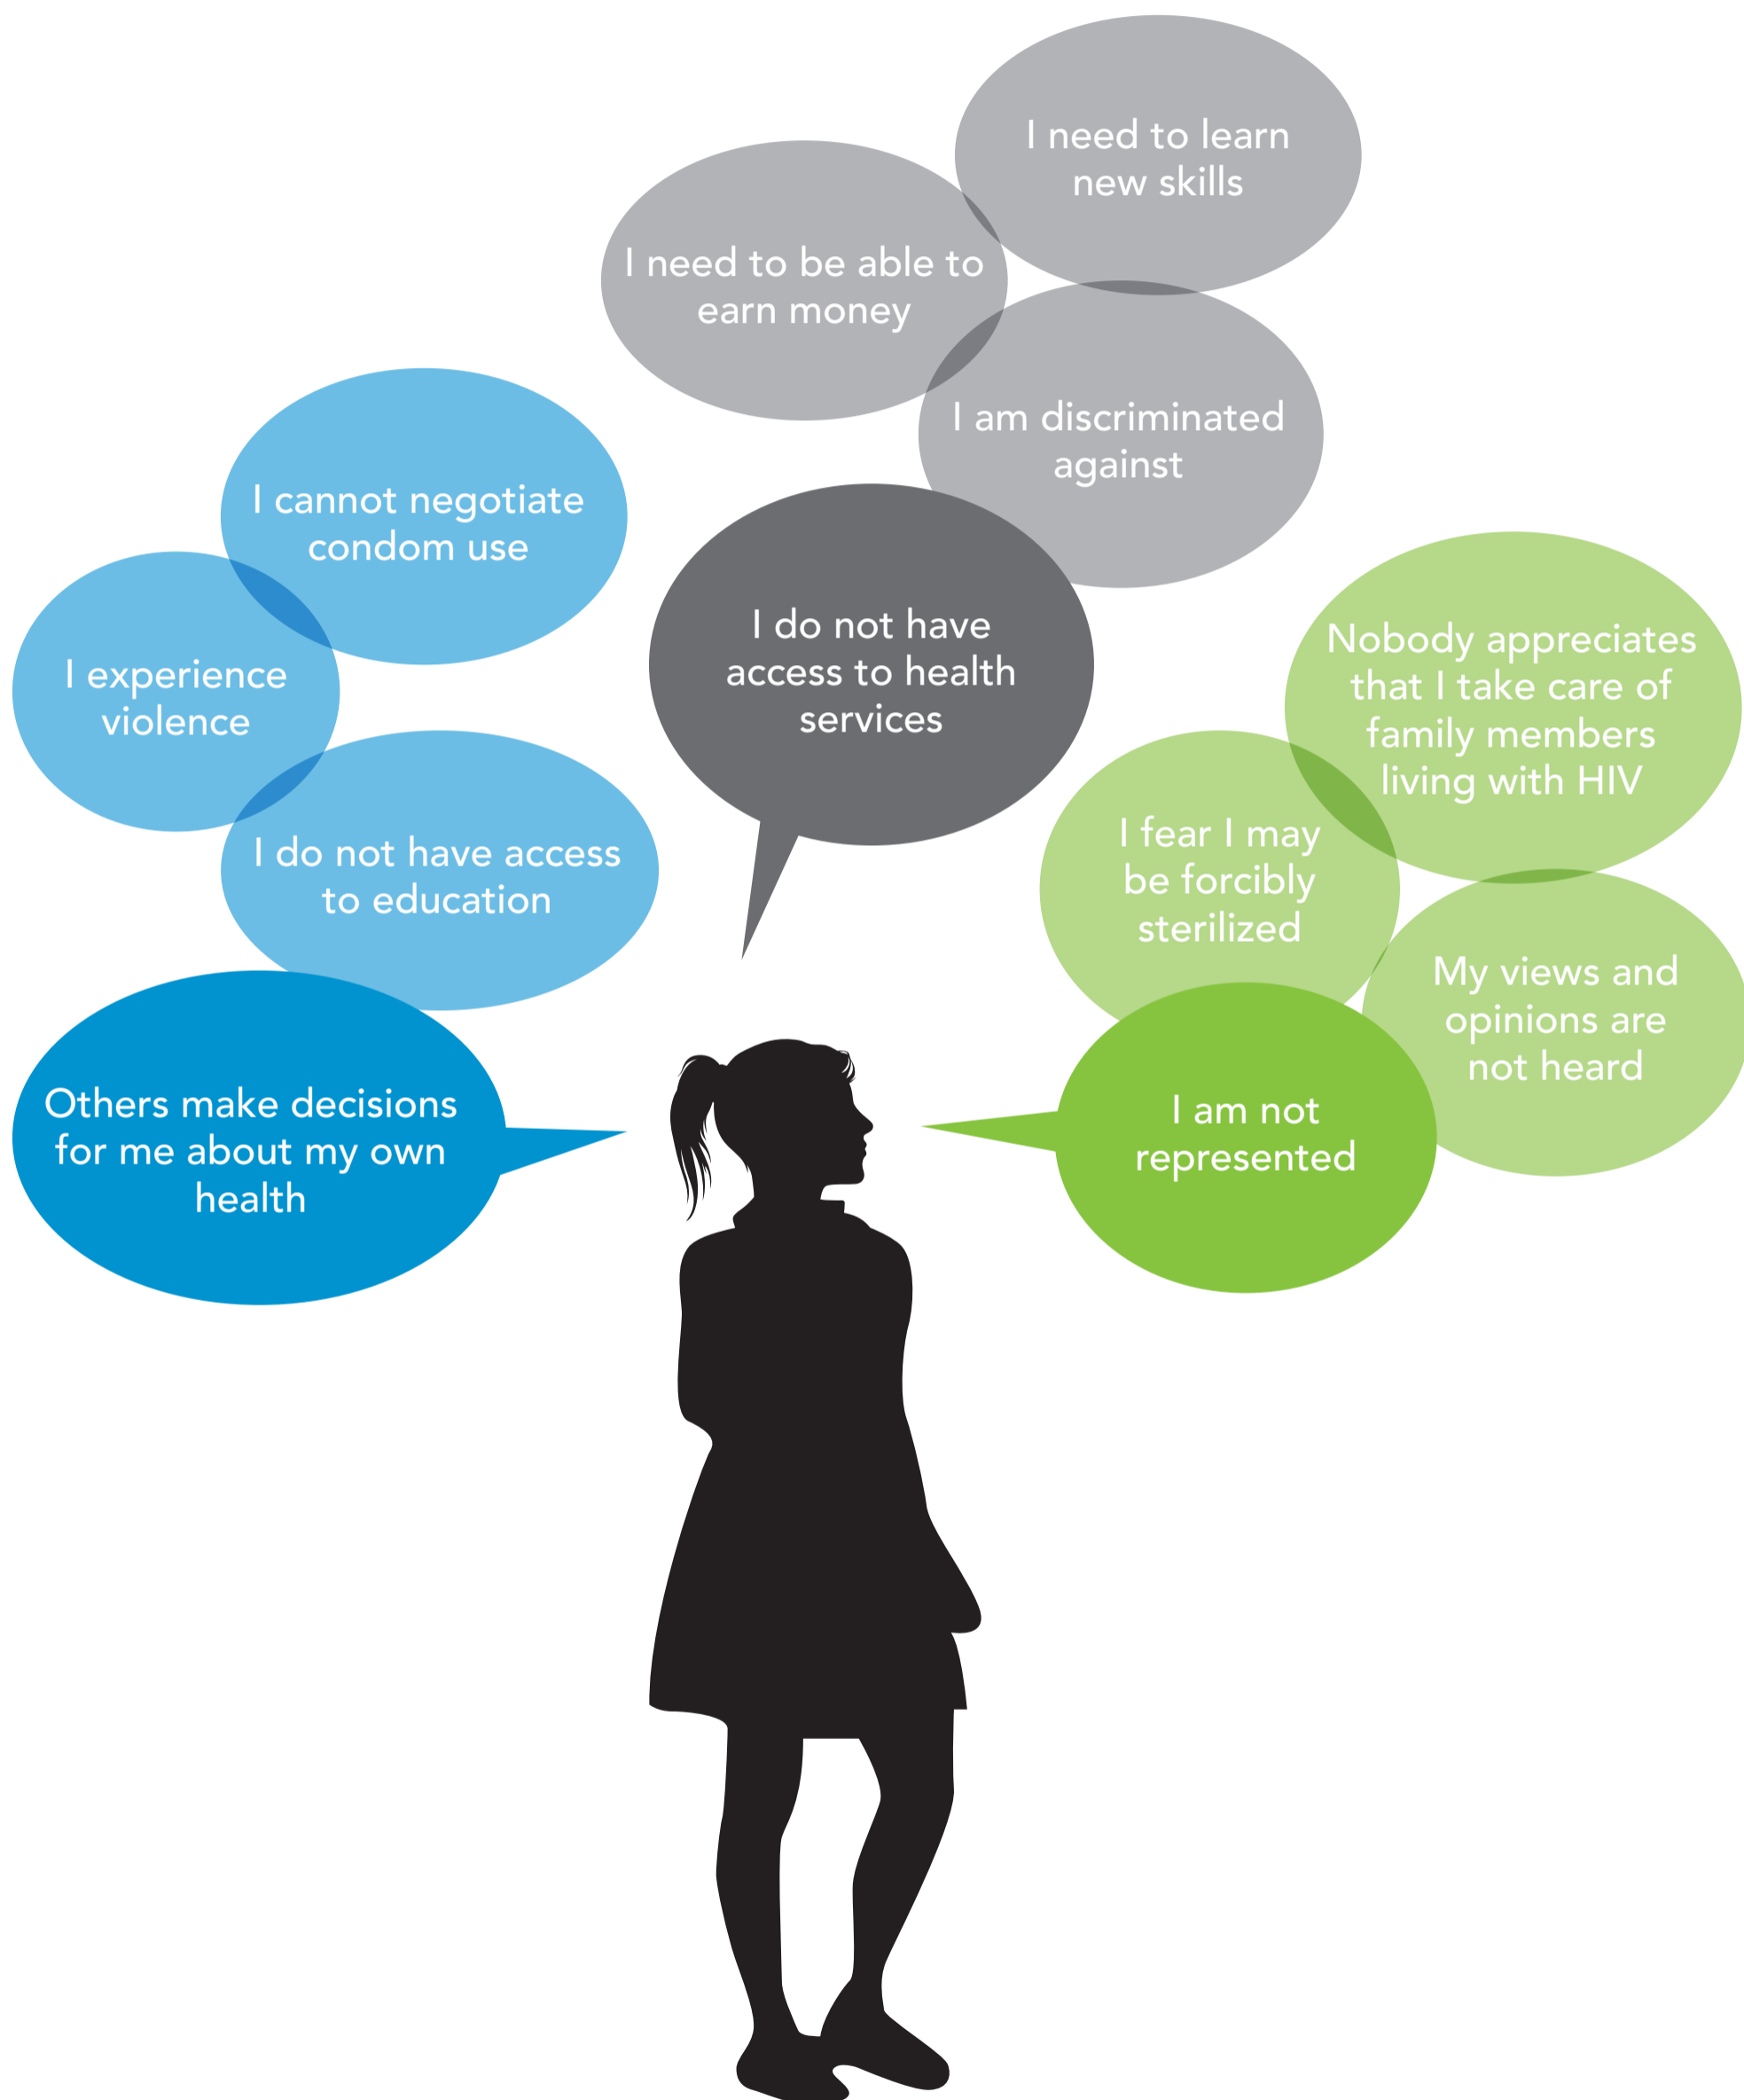 I need to learn
new skills
I need to be able to
earn money
I am discriminated
against
I cannot negotiate
condom use
I experience
violence
I do not have access
to education
I do not have
access to health
services
Nobody appreciates
that I take care of
family members
living with HIV
I fear I may
be forcibly
sterilized
My views and
opinions are
not heard
Others make decisions
for me about my own
health
I am not
represented